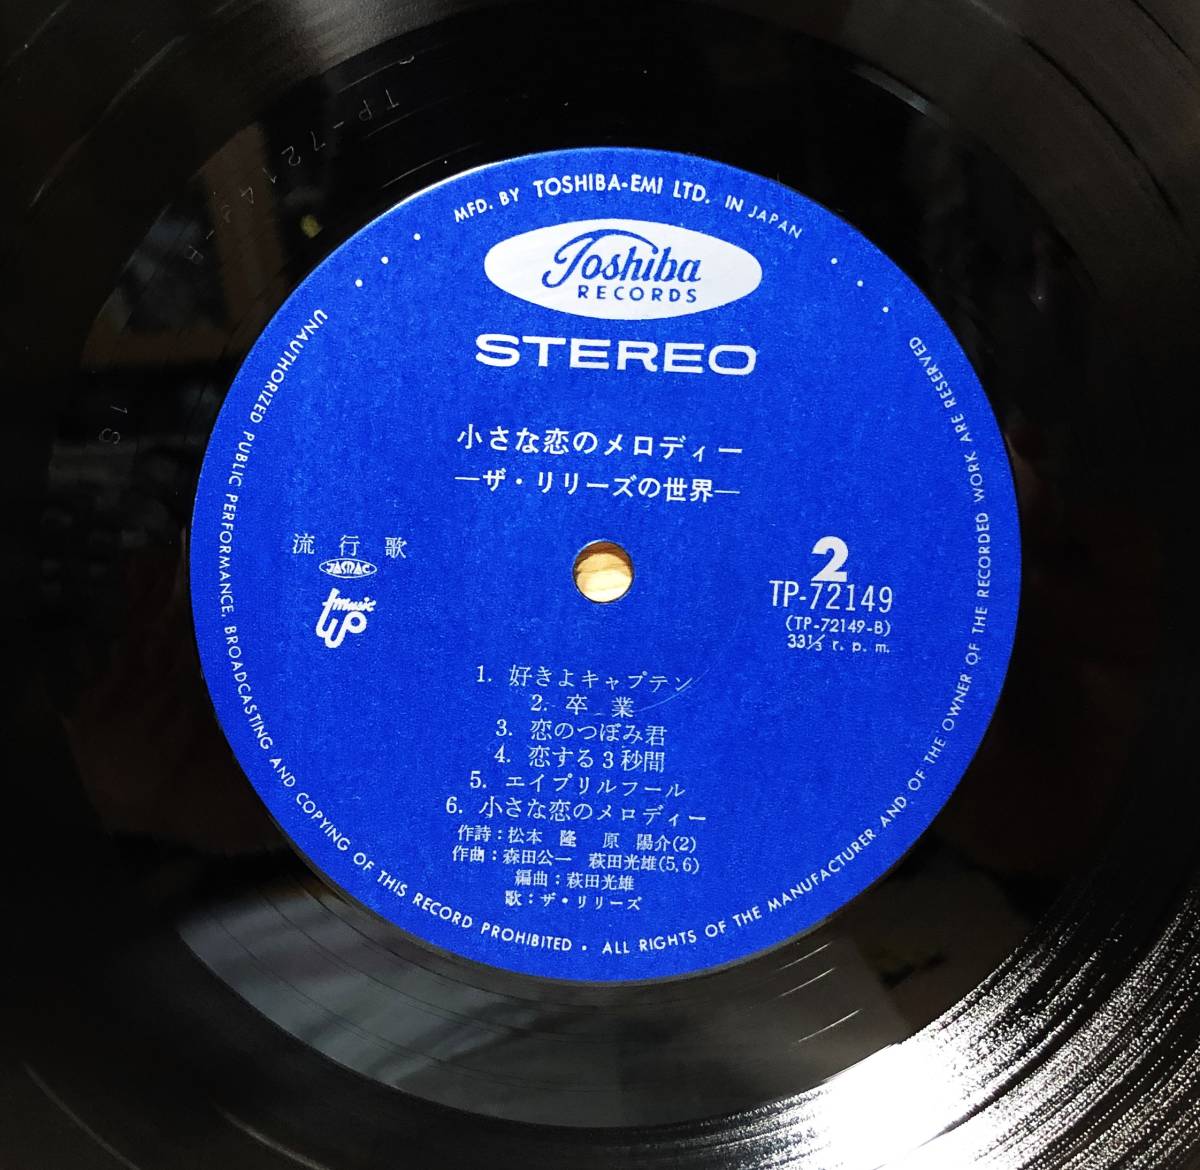 MFD. BY TOSHIBA-EMI LTD. IN JAPAN
Toshiba
RECORDS
STEREO
小さな恋のメロディー
―ザ・リリーズの世界―
流行歌
JASRAC
music
UP
2
TP-72149
(TP-72149-B)
33⅓ r. p. m.
1. 好きよキャプテン
2. 卒 業
3. 恋のつぼみ君
4. 恋する3秒間
5. エイプリルフール
6. 小さな恋のメロディー
作詩:松本 隆 原 陽介(2)
作曲:森田公一 萩田光雄(5,6)
編曲:萩田光雄
歌:ザ・リリーズ
UNAUTHORIZED PUBLIC PERFORMANCE, BROADCASTING AND COPYING OF THIS RECORD PROHIBITED • ALL RIGHTS OF THE MANUFACTURER AND OF THE OWNER OF THE RECORDED WORK ARE RESERVED
1S